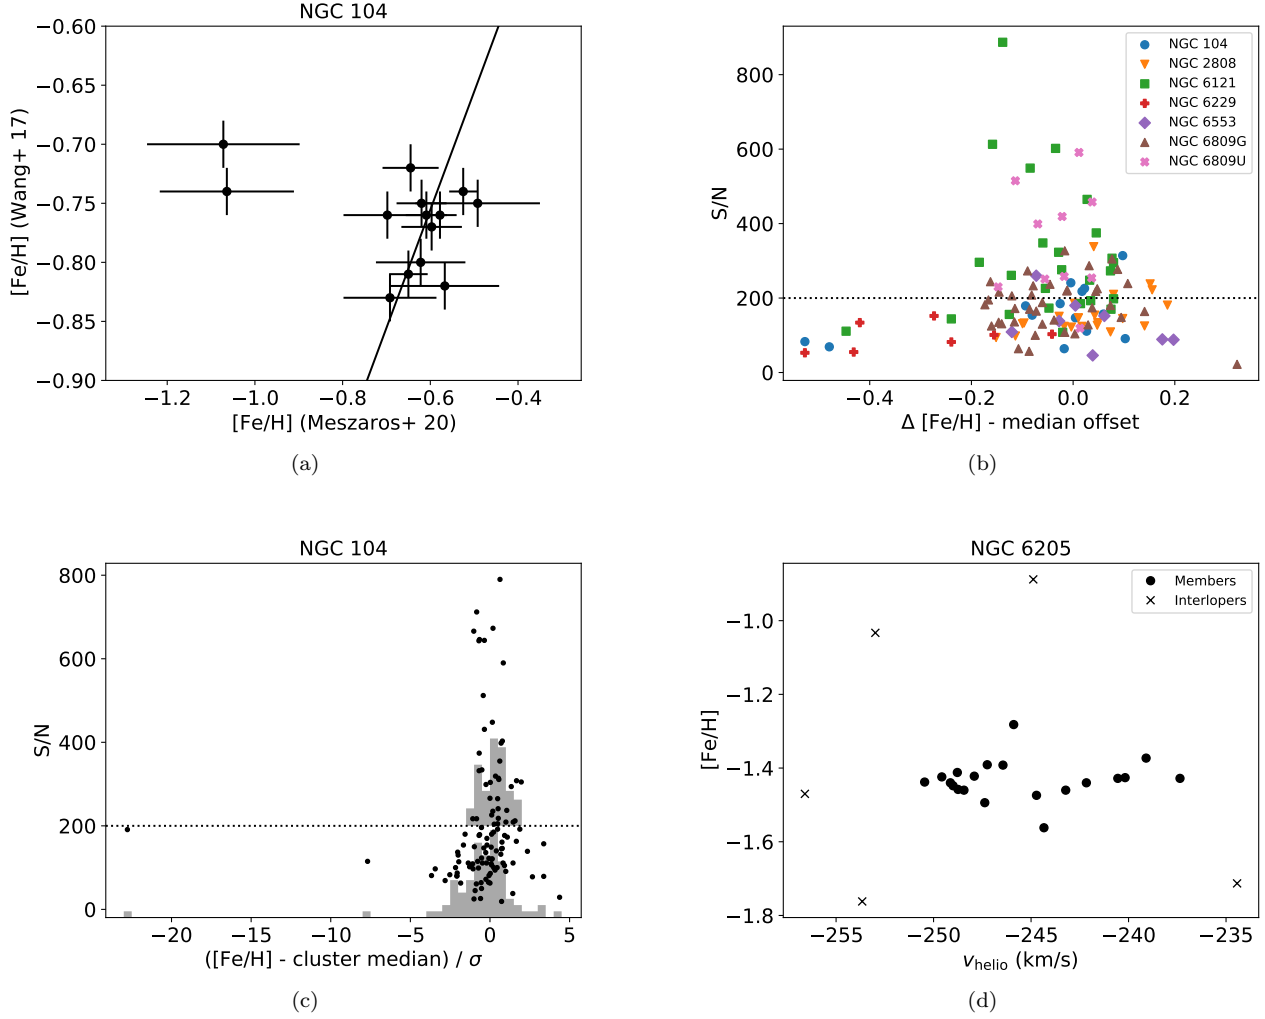 NGC 104
−0.60
−0.65
−0.70
−0.75
−0.80
−0.85
−0.90
[Fe/H] (Wang+ 17)
−1.2 −1.0 −0.8 −0.6 −0.4
[Fe/H] (Meszaros+ 20)
(a)
800
600
400
200
0
S/N
NGC 104
NGC 2808
NGC 6121
NGC 6229
NGC 6553
NGC 6809G
NGC 6809U
−0.4 −0.2 0.0 0.2
Δ [Fe/H] - median offset
(b)
NGC 104
800
600
400
200
0
S/N
−20 −15 −10 −5 0 5
([Fe/H] - cluster median) / σ
(c)
NGC 6205
Members
Interlopers
−1.0
−1.2
−1.4
−1.6
−1.8
[Fe/H]
−255 −250 −245 −240 −235
v_helio (km/s)
(d)